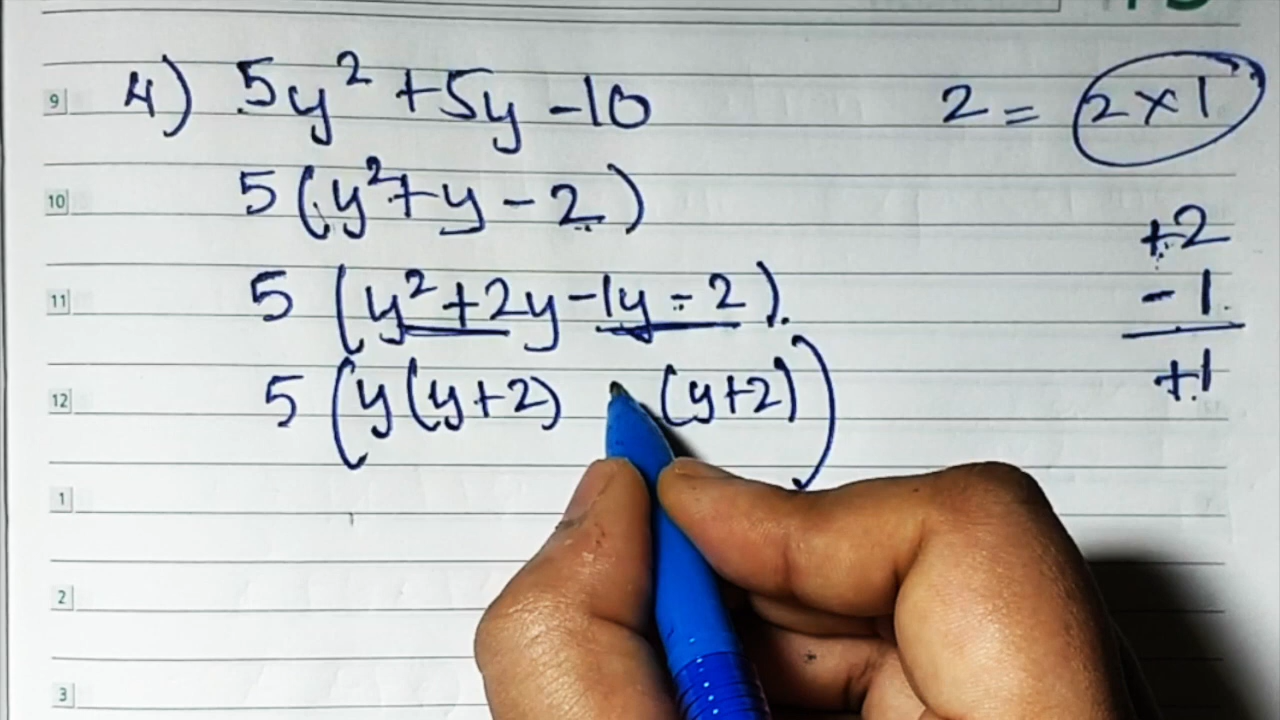 9 4) 5y² + 5y - 10 2 = 2 × 1
10 5(y² + y - 2)
+2
11 5 (y² + 2y - 1y - 2)
- 1
12 5 (y(y+2) (y+2))
+1
1
2
3